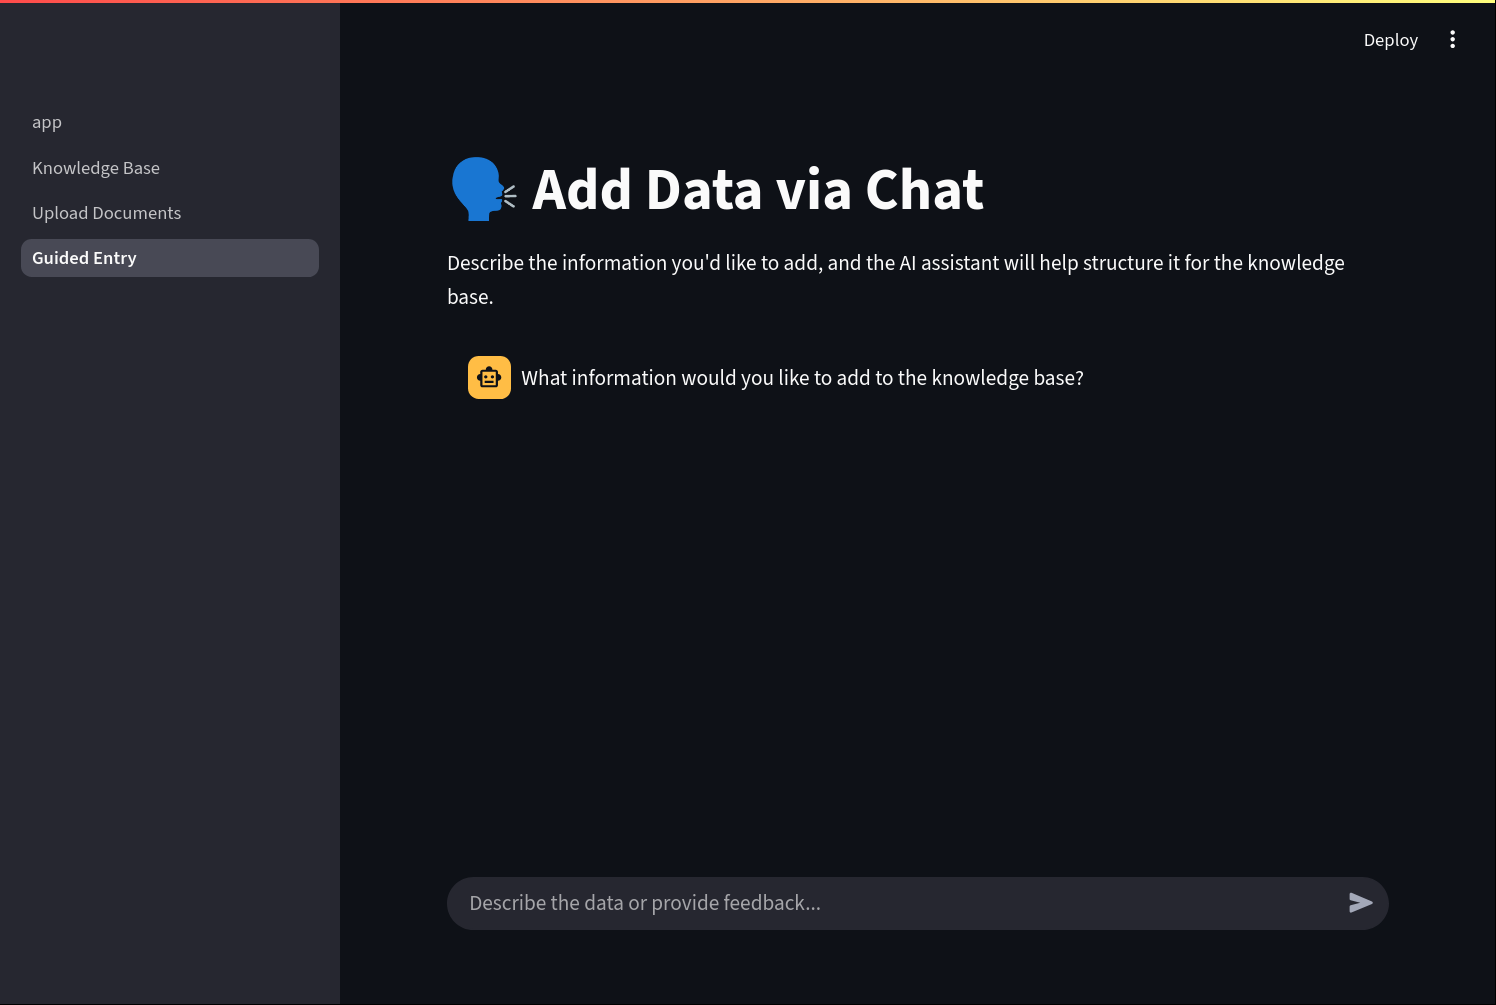 Deploy
app
Knowledge Base
Upload Documents
Guided Entry
Add Data via Chat
Describe the information you'd like to add, and the AI assistant will help structure it for the knowledge
base.
What information would you like to add to the knowledge base?
Describe the data or provide feedback...